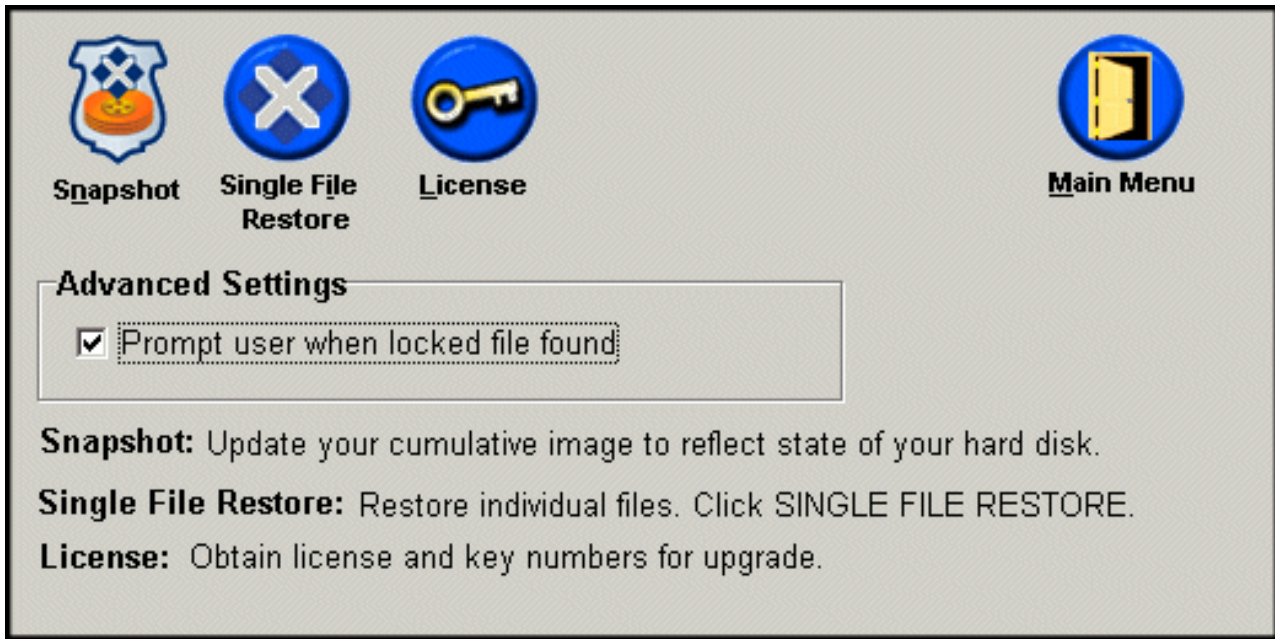 Snapshot
Single File
Restore
License
Main Menu
Advanced Settings
Prompt user when locked file found
Snapshot: Update your cumulative image to reflect state of your hard disk.
Single File Restore: Restore individual files. Click SINGLE FILE RESTORE.
License: Obtain license and key numbers for upgrade.